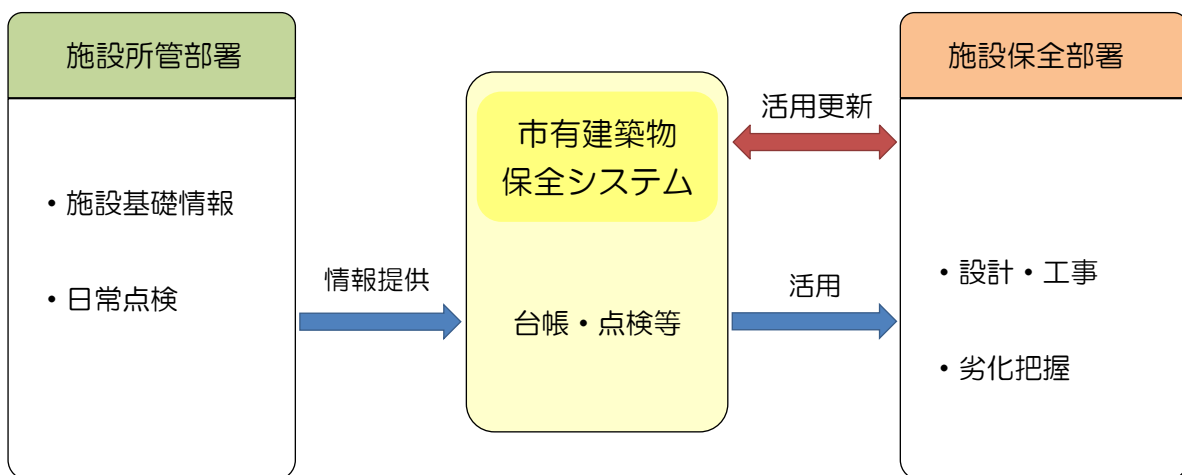 施設所管部署
・施設基礎情報
・日常点検
情報提供
市有建築物
保全システム
台帳・点検等
活用更新
活用
施設保全部署
・設計・工事
・劣化把握